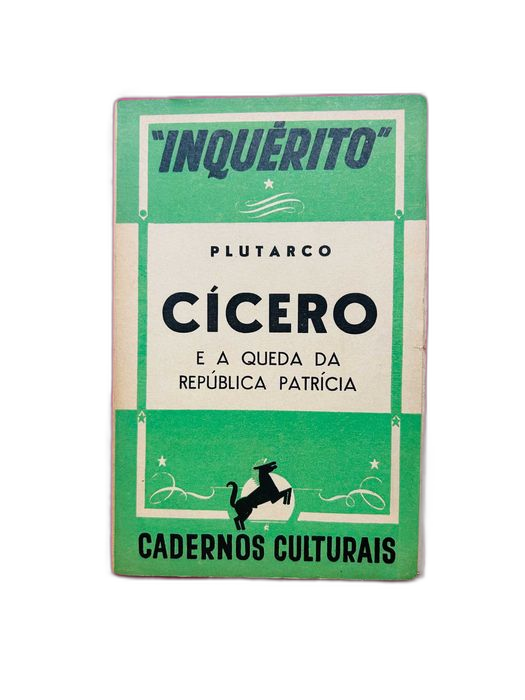 "INQUÉRITO"
PLUTARCO
CÍCERO
E A QUEDA DA
REPÚBLICA PATRÍCIA
CADERNOS CULTURAIS